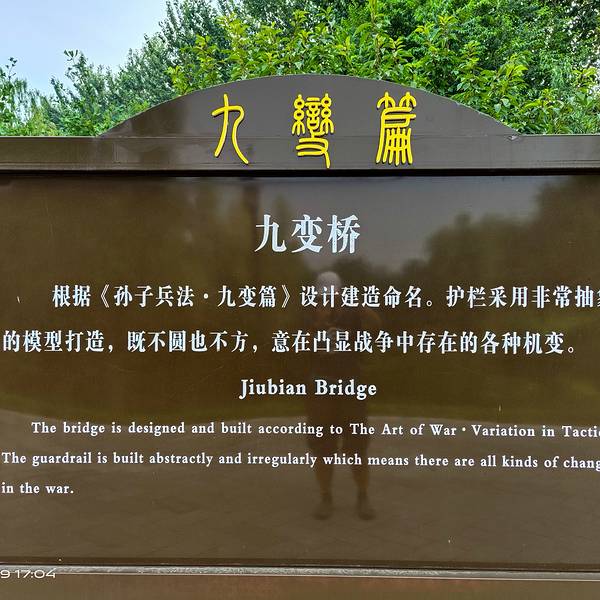 九變篇
九变桥
根据《孙子兵法·九变篇》设计建造命名。护栏采用非常抽
的模型打造，既不圆也不方，意在凸显战争中存在的各种机变。
Jiubian Bridge
The bridge is designed and built according to The Art of War·Variation in Tactic
The guardrail is built abstractly and irregularly which means there are all kinds of chang
in the war.
9 17:04